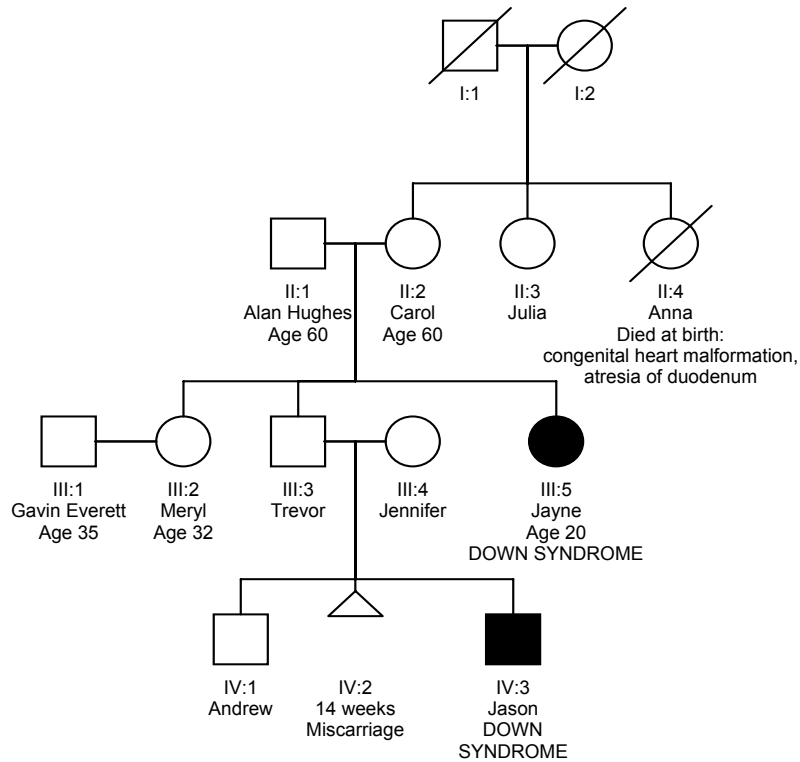 I:1
I:2
II:1
Alan Hughes
Age 60
II:2
Carol
Age 60
II:3
Julia
II:4
Anna
Died at birth:
congenital heart malformation,
atresia of duodenum
III:1
Gavin Everett
Age 35
III:2
Meryl
Age 32
III:3
Trevor
III:4
Jennifer
III:5
Jayne
Age 20
DOWN SYNDROME
IV:1
Andrew
IV:2
14 weeks
Miscarriage
IV:3
Jason
DOWN
SYNDROME